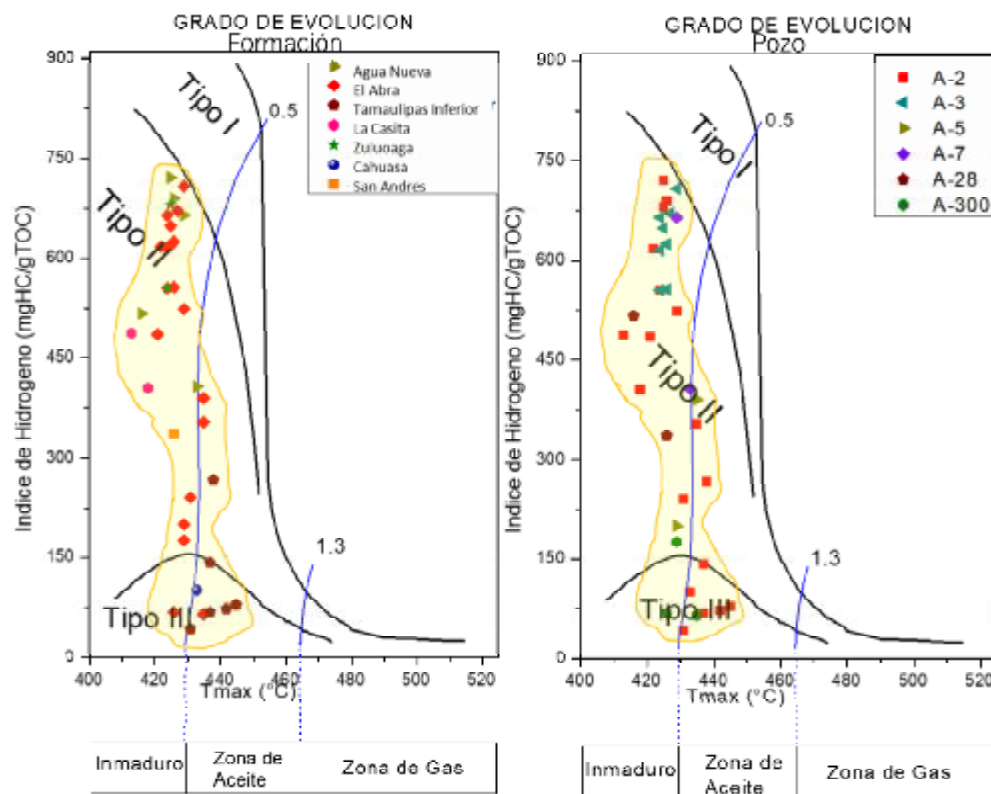 GRADO DE EVOLUCION
Formación
Indice de Hidrogeno (mgHC/gTOC)
900
750
600
450
300
150
0
Tipo I
Tipo II
Tipo III
0.5
1.3
Agua Nueva
El Abra
Tamaulipas Inferior
La Casita
Zuluoaga
Cahuasa
San Andres
400 420 440 460 480 500 520
Tmax (°C)
Inmaduro
Zona de
Aceite
Zona de Gas
GRADO DE EVOLUCION
Pozo
Indice de Hidrogeno (mgHC/gTOC)
900
750
600
450
300
150
0
Tipo I
Tipo II
Tipo III
0.5
1.3
A-2
A-3
A-5
A-7
A-28
A-300
400 420 440 460 480 500 520
Tmax (°C)
Inmaduro
Zona de
Aceite
Zona de Gas